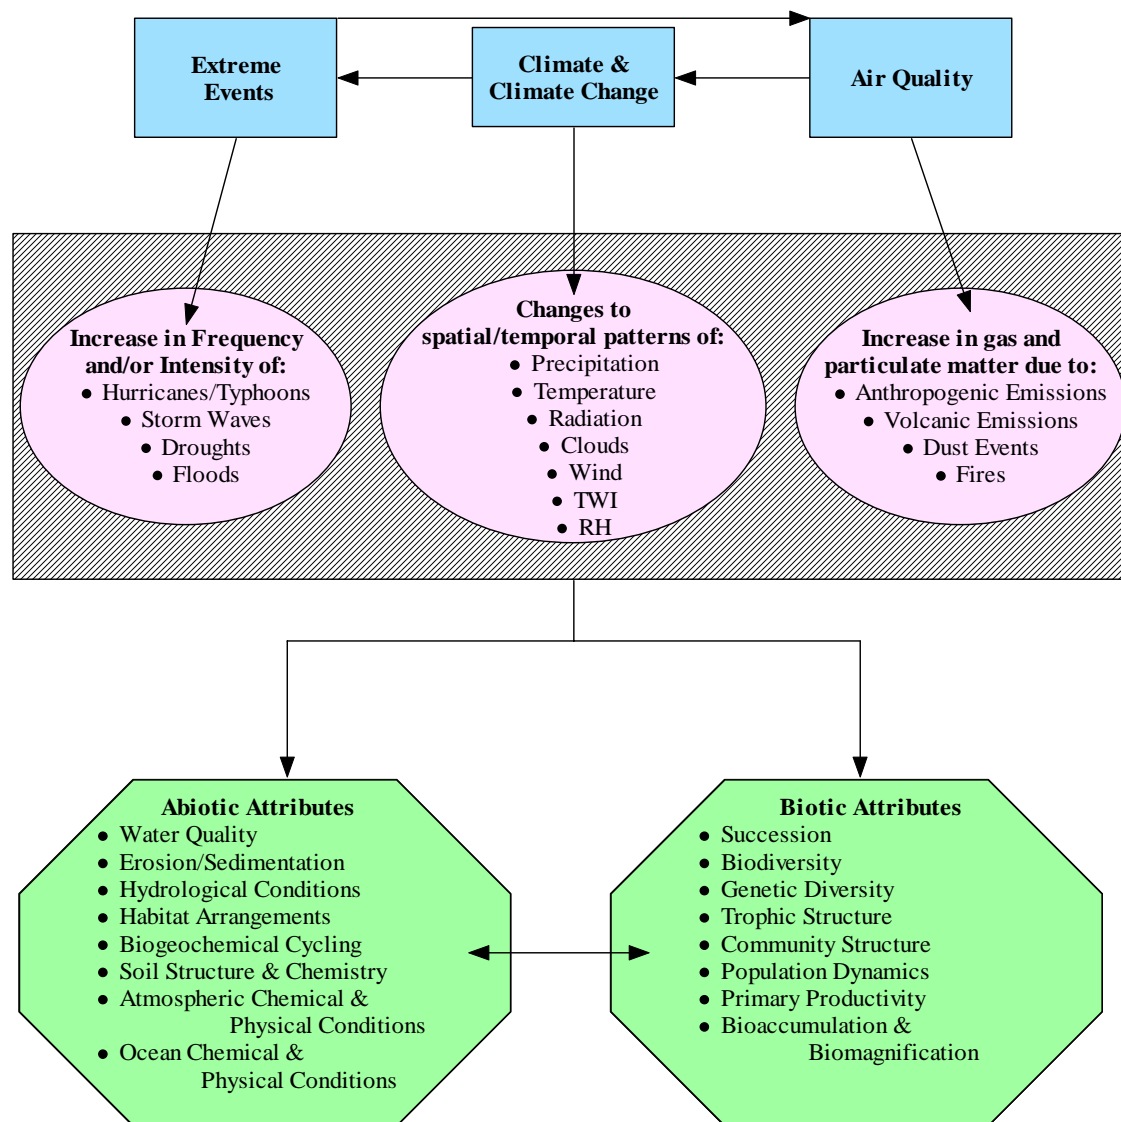 Extreme
Events
Climate &
Climate Change
Air Quality
Increase in Frequency
and/or Intensity of:
● Hurricanes/Typhoons
● Storm Waves
● Droughts
● Floods
Changes to
spatial/temporal patterns of:
● Precipitation
● Temperature
● Radiation
● Clouds
● Wind
● TWI
● RH
Increase in gas and
particulate matter due to:
● Anthropogenic Emissions
● Volcanic Emissions
● Dust Events
● Fires
Abiotic Attributes
● Water Quality
● Erosion/Sedimentation
● Hydrological Conditions
● Habitat Arrangements
● Biogeochemical Cycling
● Soil Structure & Chemistry
● Atmospheric Chemical &
Physical Conditions
● Ocean Chemical &
Physical Conditions
Biotic Attributes
● Succession
● Biodiversity
● Genetic Diversity
● Trophic Structure
● Community Structure
● Population Dynamics
● Primary Productivity
● Bioaccumulation &
Biomagnification